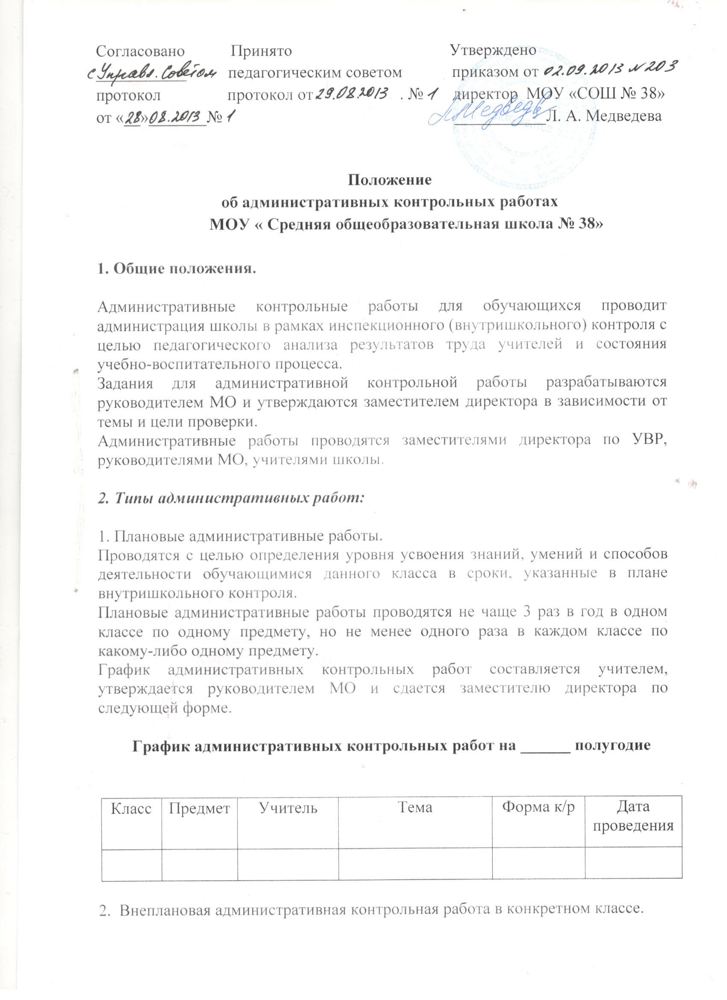 Согласовано Принято Утверждено
с Управл. Советом педагогическим советом приказом от 02.09.2013 № 203
протокол протокол от 29.08.2013 . № 1 директор МОУ «СОШ № 38»
от «28»08.2013 № 1 Л. А. Медведева
Положение
об административных контрольных работах
МОУ « Средняя общеобразовательная школа № 38»
1. Общие положения.
Административные контрольные работы для обучающихся проводит
администрация школы в рамках инспекционного (внутришкольного) контроля с
целью педагогического анализа результатов труда учителей и состояния
учебно-воспитательного процесса.
Задания для административной контрольной работы разрабатываются
руководителем МО и утверждаются заместителем директора в зависимости от
темы и цели проверки.
Административные работы проводятся заместителями директора по УВР,
руководителями МО, учителями школы.
2. Типы административных работ:
1. Плановые административные работы.
Проводятся с целью определения уровня усвоения знаний, умений и способов
деятельности обучающимися данного класса в сроки, указанные в плане
внутришкольного контроля.
Плановые административные работы проводятся не чаще 3 раз в год в одном
классе по одному предмету, но не менее одного раза в каждом классе по
какому-либо одному предмету.
График административных контрольных работ составляется учителем,
утверждается руководителем МО и сдается заместителю директора по
следующей форме.
График административных контрольных работ на ______ полугодие
Класс Предмет Учитель Тема Форма к/р Дата
проведения
2. Внеплановая административная контрольная работа в конкретном классе.